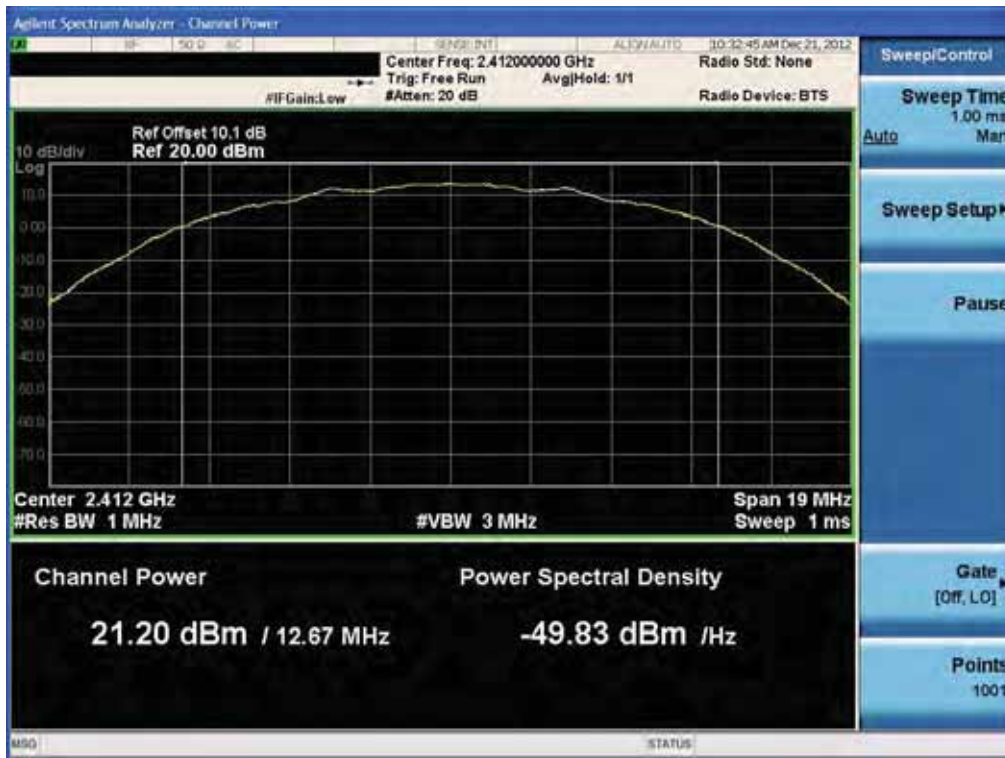 Agilent Spectrum Analyzer - Channel Power
LXI RF 50 Ω AC SENSE:INT ALIGN AUTO 10:32:45 AM Dec 21, 2012
Center Freq: 2.412000000 GHz Radio Std: None
Trig: Free Run Avg|Hold: 1/1
#IFGain:Low #Atten: 20 dB Radio Device: BTS
Ref Offset 10.1 dB
10 dB/div Ref 20.00 dBm
Log
10.0
0.00
-10.0
-20.0
-30.0
-40.0
-50.0
-60.0
-70.0
Center 2.412 GHz Span 19 MHz
#Res BW 1 MHz #VBW 3 MHz Sweep 1 ms
Channel Power Power Spectral Density
21.20 dBm / 12.67 MHz -49.83 dBm /Hz
MSG STATUS
Sweep/Control
Sweep Time
1.00 ms
Auto Man
Sweep Setup
Pause
Gate
[Off, LO]
Points
1001